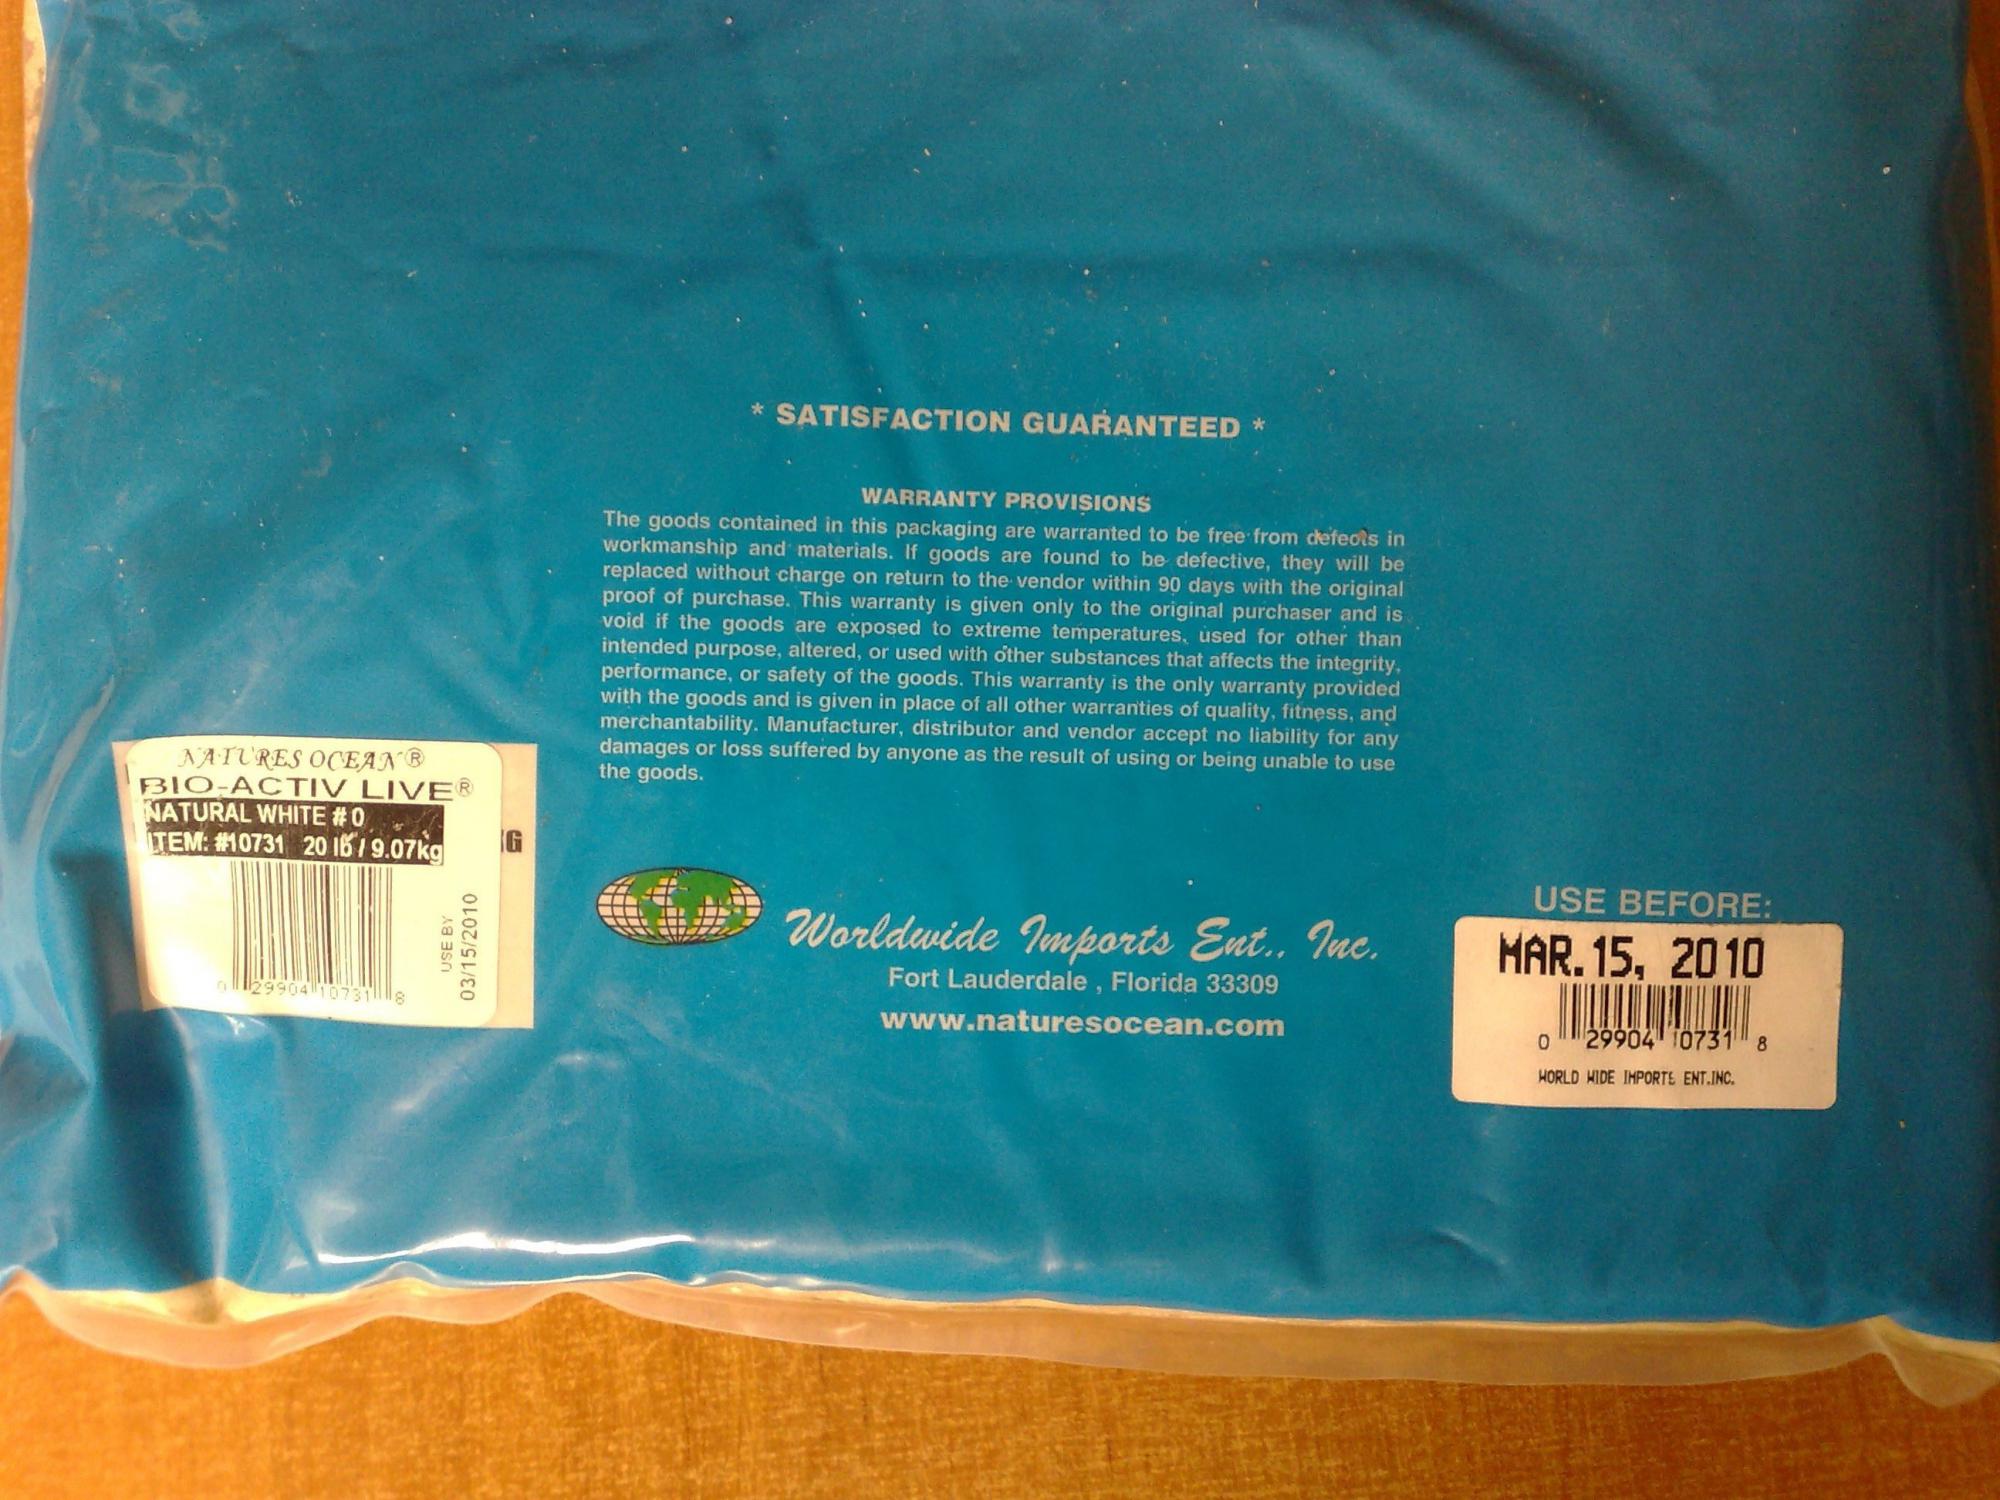 * SATISFACTION GUARANTEED *
WARRANTY PROVISIONS
The goods contained in this packaging are warranted to be free from defects in
workmanship and materials. If goods are found to be defective, they will be
replaced without charge on return to the vendor within 90 days with the original
proof of purchase. This warranty is given only to the original purchaser and is
void if the goods are exposed to extreme temperatures, used for other than
intended purpose, altered, or used with other substances that affects the integrity,
performance, or safety of the goods. This warranty is the only warranty provided
with the goods and is given in place of all other warranties of quality, fitness, and
merchantability. Manufacturer, distributor and vendor accept no liability for any
damages or loss suffered by anyone as the result of using or being unable to use
the goods.
NATURES OCEAN®
BIO-ACTIV LIVE®
NATURAL WHITE # 0
ITEM: #10731 20 lb / 9.07kg
USE BY
03/15/2010
0 29904 10731 8
KG
Worldwide Imports Ent., Inc.
Fort Lauderdale , Florida 33309
www.naturesocean.com
USE BEFORE:
MAR.15, 2010
0 29904 10731 8
WORLD WIDE IMPORTS ENT.INC.